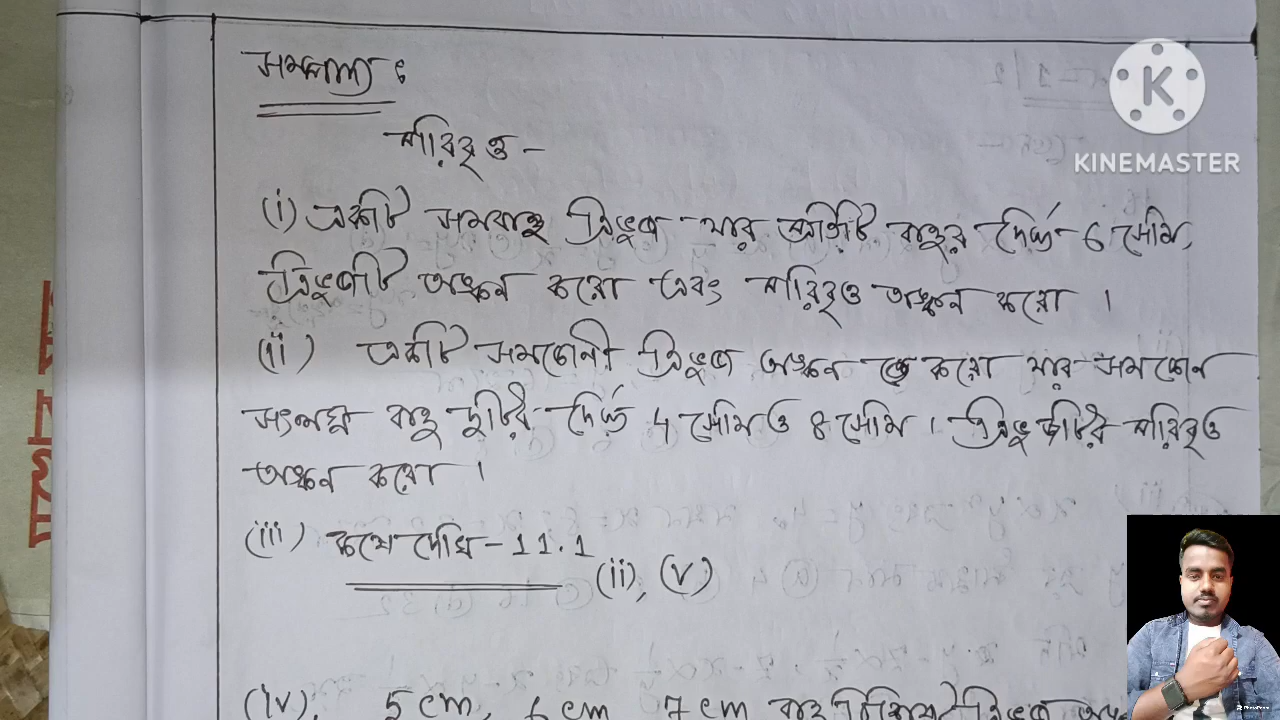 সমপাদ্য ঃ
পরিবৃত্ত -
KINEMASTER
(i) একটি সমবাহু ত্রিভুজ যার প্রতিটি বাহুর দৈর্ঘ্য 6 সেমি,
ত্রিভুজটি অঙ্কন করো এবং পরিবৃত্ত অঙ্কন করো ।
(ii) একটি সমকোণী ত্রিভুজ অঙ্কন করো যার সমকোণ
সংলগ্ন বাহু দুটির দৈর্ঘ্য 4 সেমি ও 8 সেমি । ত্রিভুজটির পরিবৃত্ত
অঙ্কন করো ।
(iii) কষে দেখি - 11.1
(ii), (v)
(iv). 5 cm, 6 cm 7 cm বাহু বিশিষ্ট ত্রিভুজ